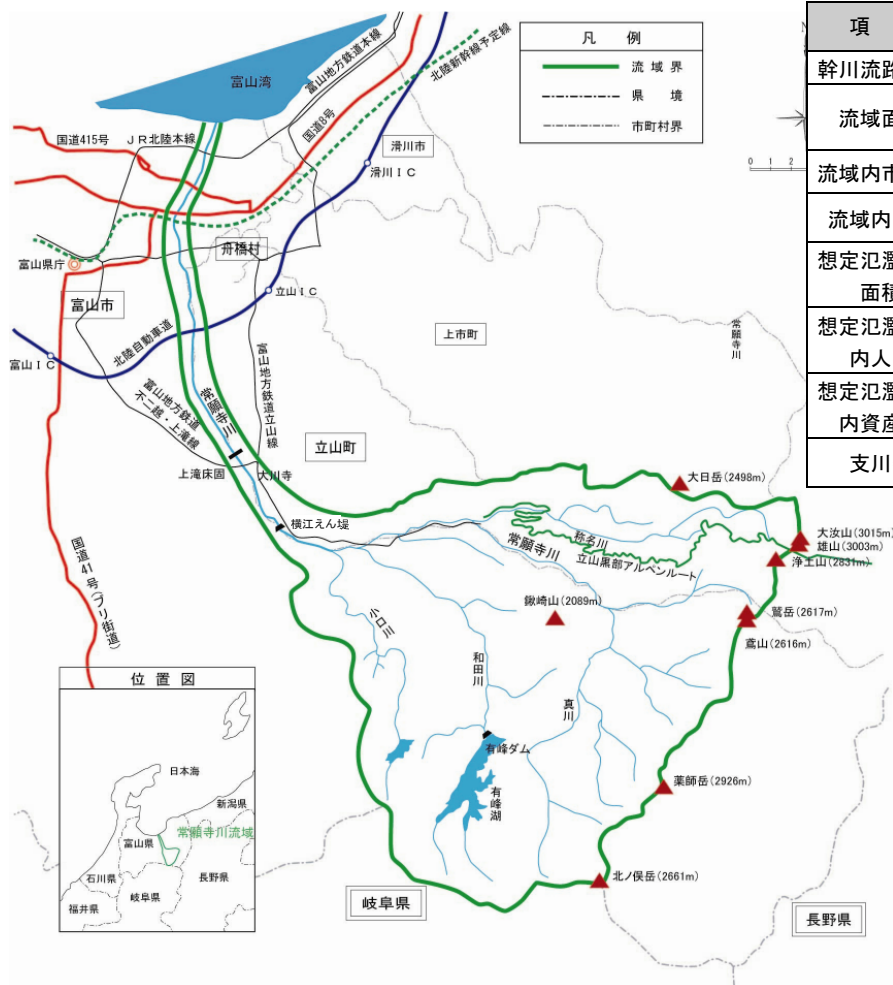 凡 例
流域界
県境
市町村界
0 1 2
項
幹川流路
流域面
流域内市
流域内
想定氾濫
面積
想定氾濫
内人
想定氾濫
内資産
支川
富山湾
富山地方鉄道本線
北陸新幹線予定線
国道415号
JR北陸本線
国道8号
滑川市
滑川IC
富山県庁
舟橋村
富山市
立山IC
上市町
常願寺川
北陸自動車道
富山IC
富山地方鉄道立山線
富山地方鉄道
不二越・上滝線
常願寺川
立山町
上滝床固
大川寺
横江えん堤
大日岳(2498m)
大汝山(3015m)
雄山(3003m)
浄土山(2831m)
称名川
常願寺川
立山黒部アルペンルート
鍬崎山(2089m)
鷲岳(2617m)
鳶山(2616m)
国道41号(ブリ街道)
小口川
和田川
真川
有峰ダム
有峰湖
薬師岳(2926m)
北ノ俣岳(2661m)
岐阜県
長野県
位置図
日本海
新潟県
常願寺川流域
富山県
石川県
長野県
岐阜県
福井県